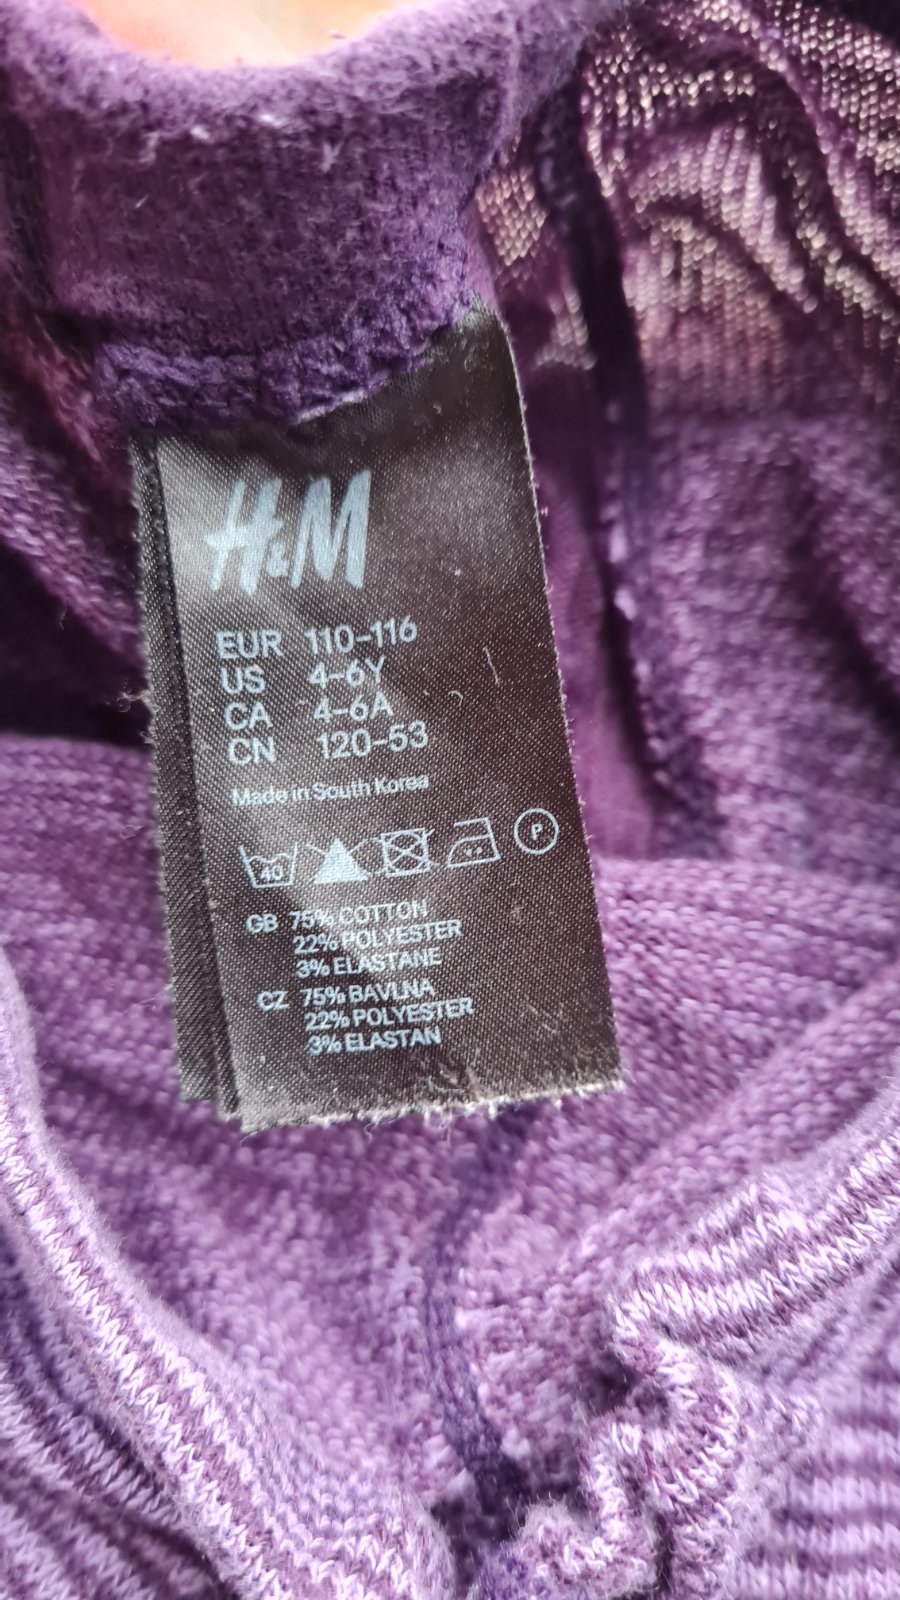 H&M
EUR 110-116
US 4-6Y
CA 4-6A
CN 120-53
Made in South Korea
40 P
GB 75% COTTON
22% POLYESTER
3% ELASTANE
CZ 75% BAVLNA
22% POLYESTER
3% ELASTAN